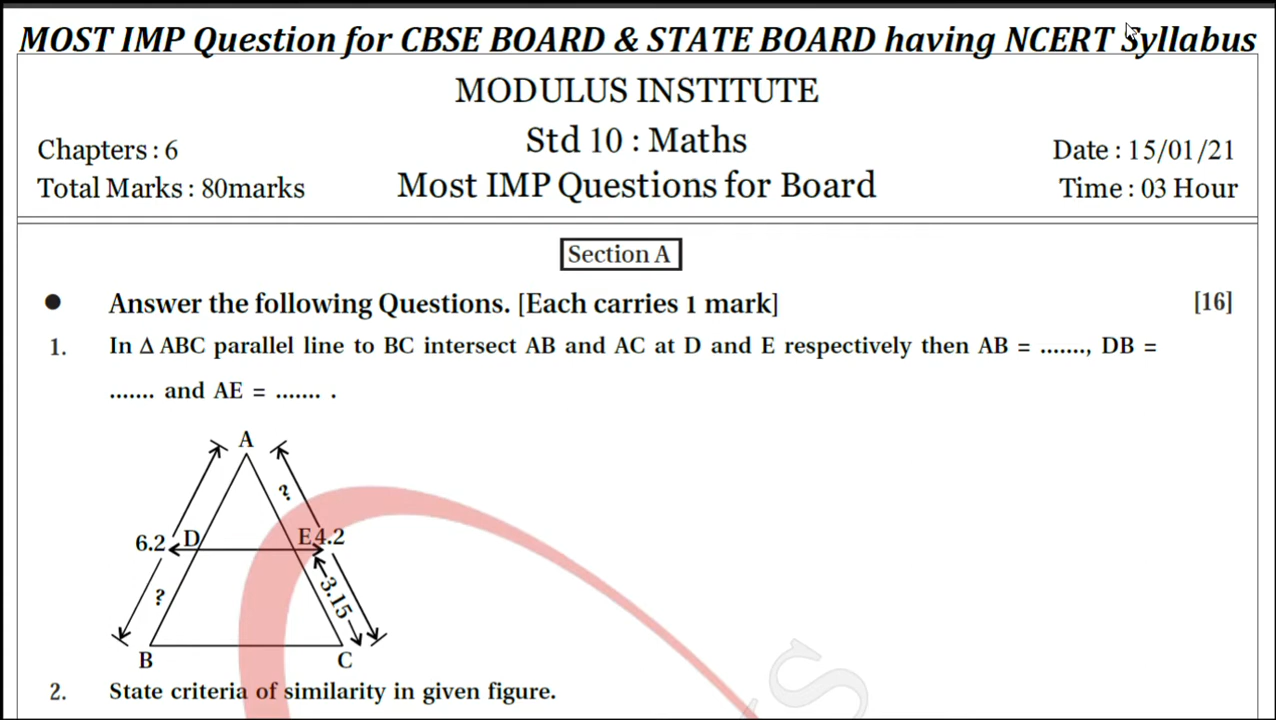 MOST IMP Question for CBSE BOARD & STATE BOARD having NCERT Syllabus
MODULUS INSTITUTE
Chapters : 6
Std 10 : Maths
Date : 15/01/21
Total Marks : 80marks
Most IMP Questions for Board
Time : 03 Hour
Section A
● Answer the following Questions. [Each carries 1 mark] [16]
1. In Δ ABC parallel line to BC intersect AB and AC at D and E respectively then AB = ......., DB =
....... and AE = ....... .
A
?
6.2 D E 4.2
? 3.15
B C
2. State criteria of similarity in given figure.
S